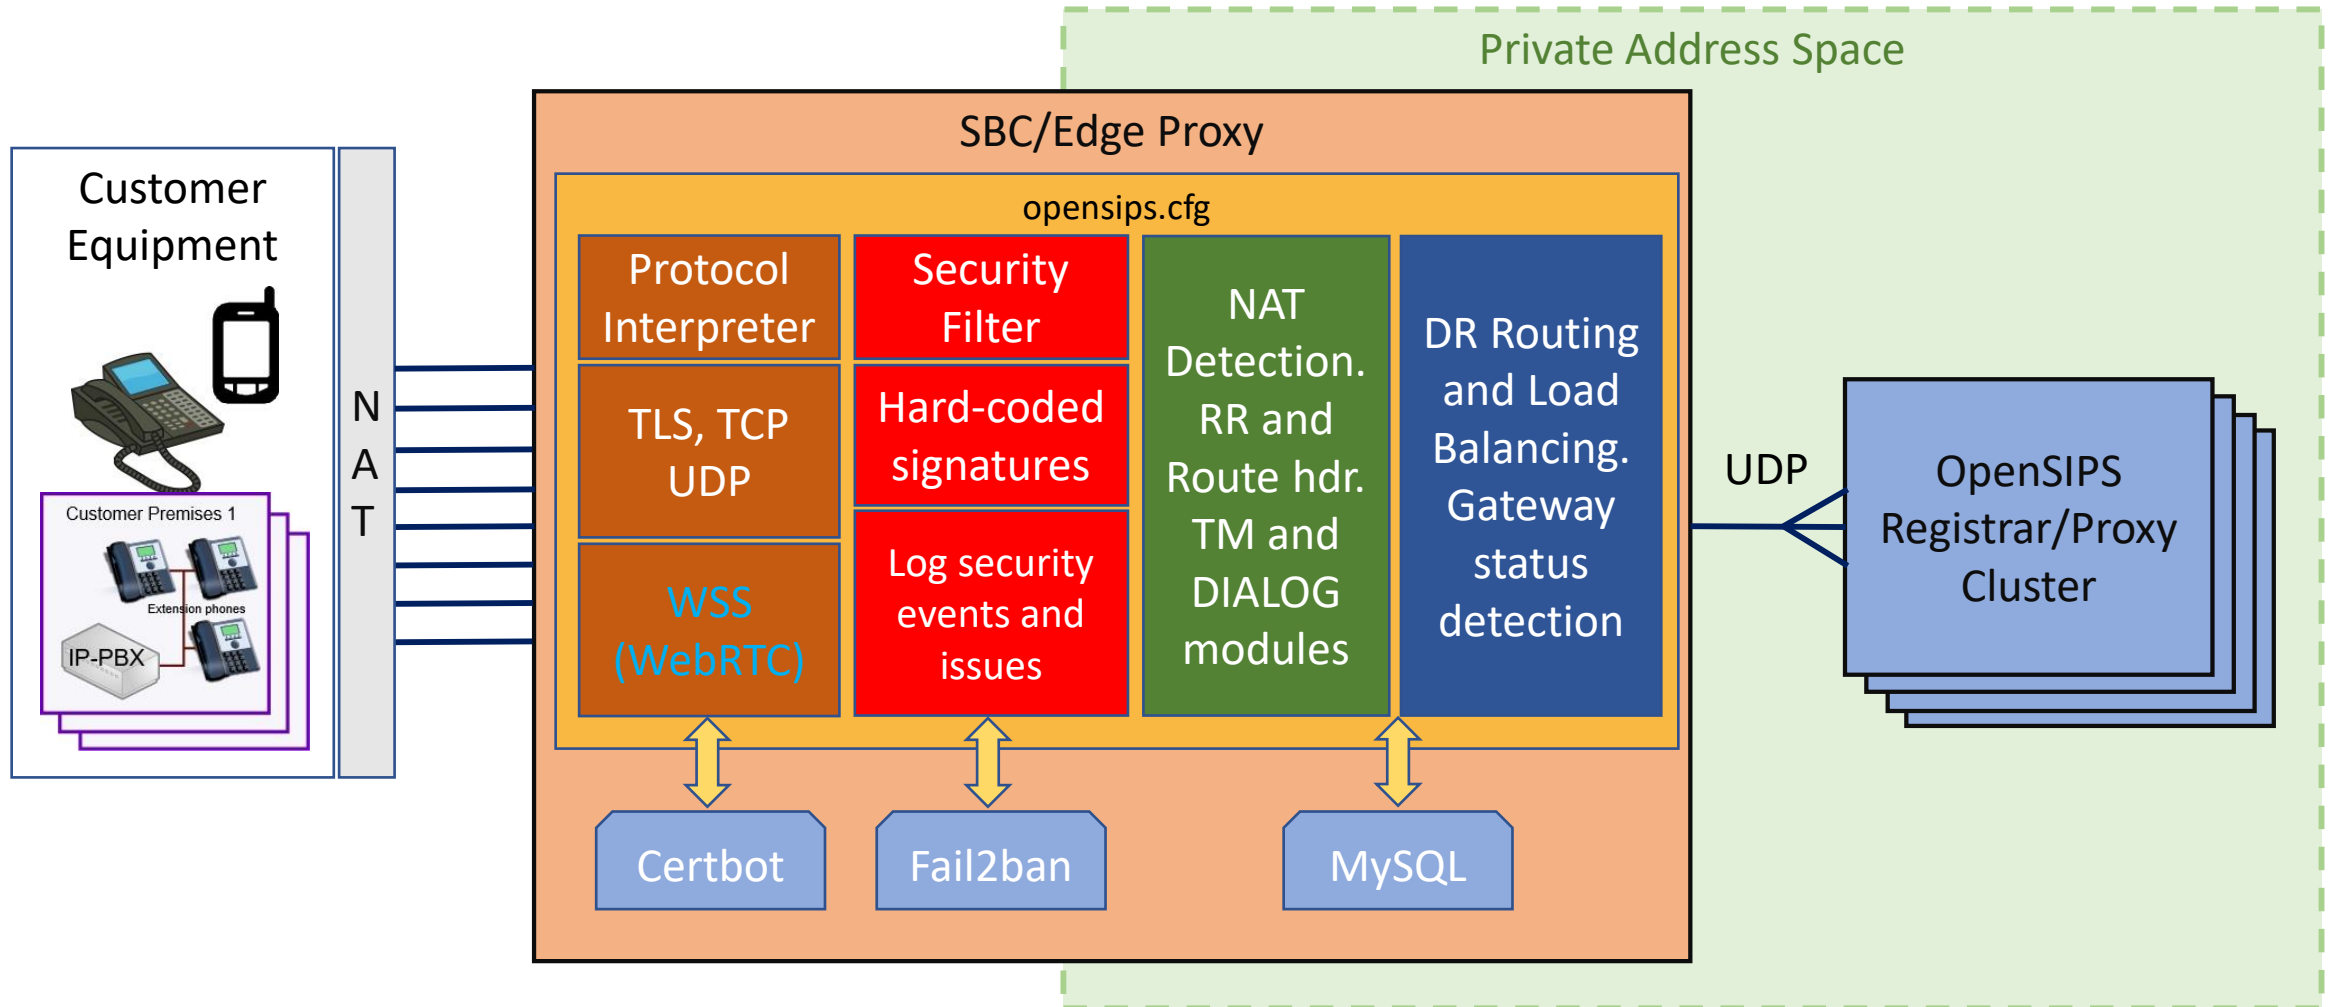 Private Address Space
SBC/Edge Proxy
Customer
Equipment
Customer Premises 1
Extension phones
IP-PBX
N
A
T
opensips.cfg
Protocol
Interpreter
TLS, TCP
UDP
WSS
(WebRTC)
Security
Filter
Hard-coded
signatures
Log security
events and
issues
NAT
Detection.
RR and
Route hdr.
TM and
DIALOG
modules
DR Routing
and Load
Balancing.
Gateway
status
detection
Certbot
Fail2ban
MySQL
UDP
OpenSIPS
Registrar/Proxy
Cluster